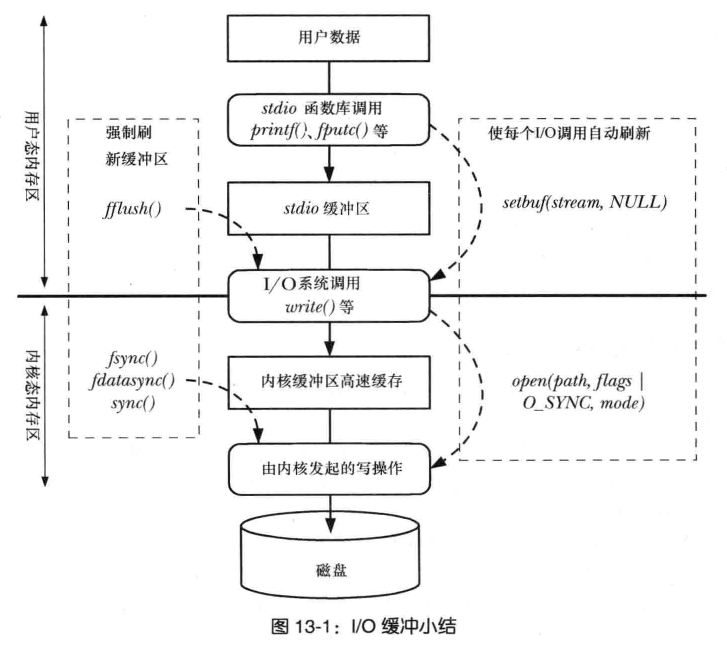 用户数据
stdio 函数库调用
printf()、fputc() 等
用户态内存区
强制刷
新缓冲区
fflush()
使每个I/O调用自动刷新
setbuf(stream, NULL)
stdio 缓冲区
I/O系统调用
write() 等
内核态内存区
fsync()
fdatasync()
sync()
内核缓冲区高速缓存
open(path, flags |
O_SYNC, mode)
由内核发起的写操作
磁盘
图 13-1：I/O 缓冲小结